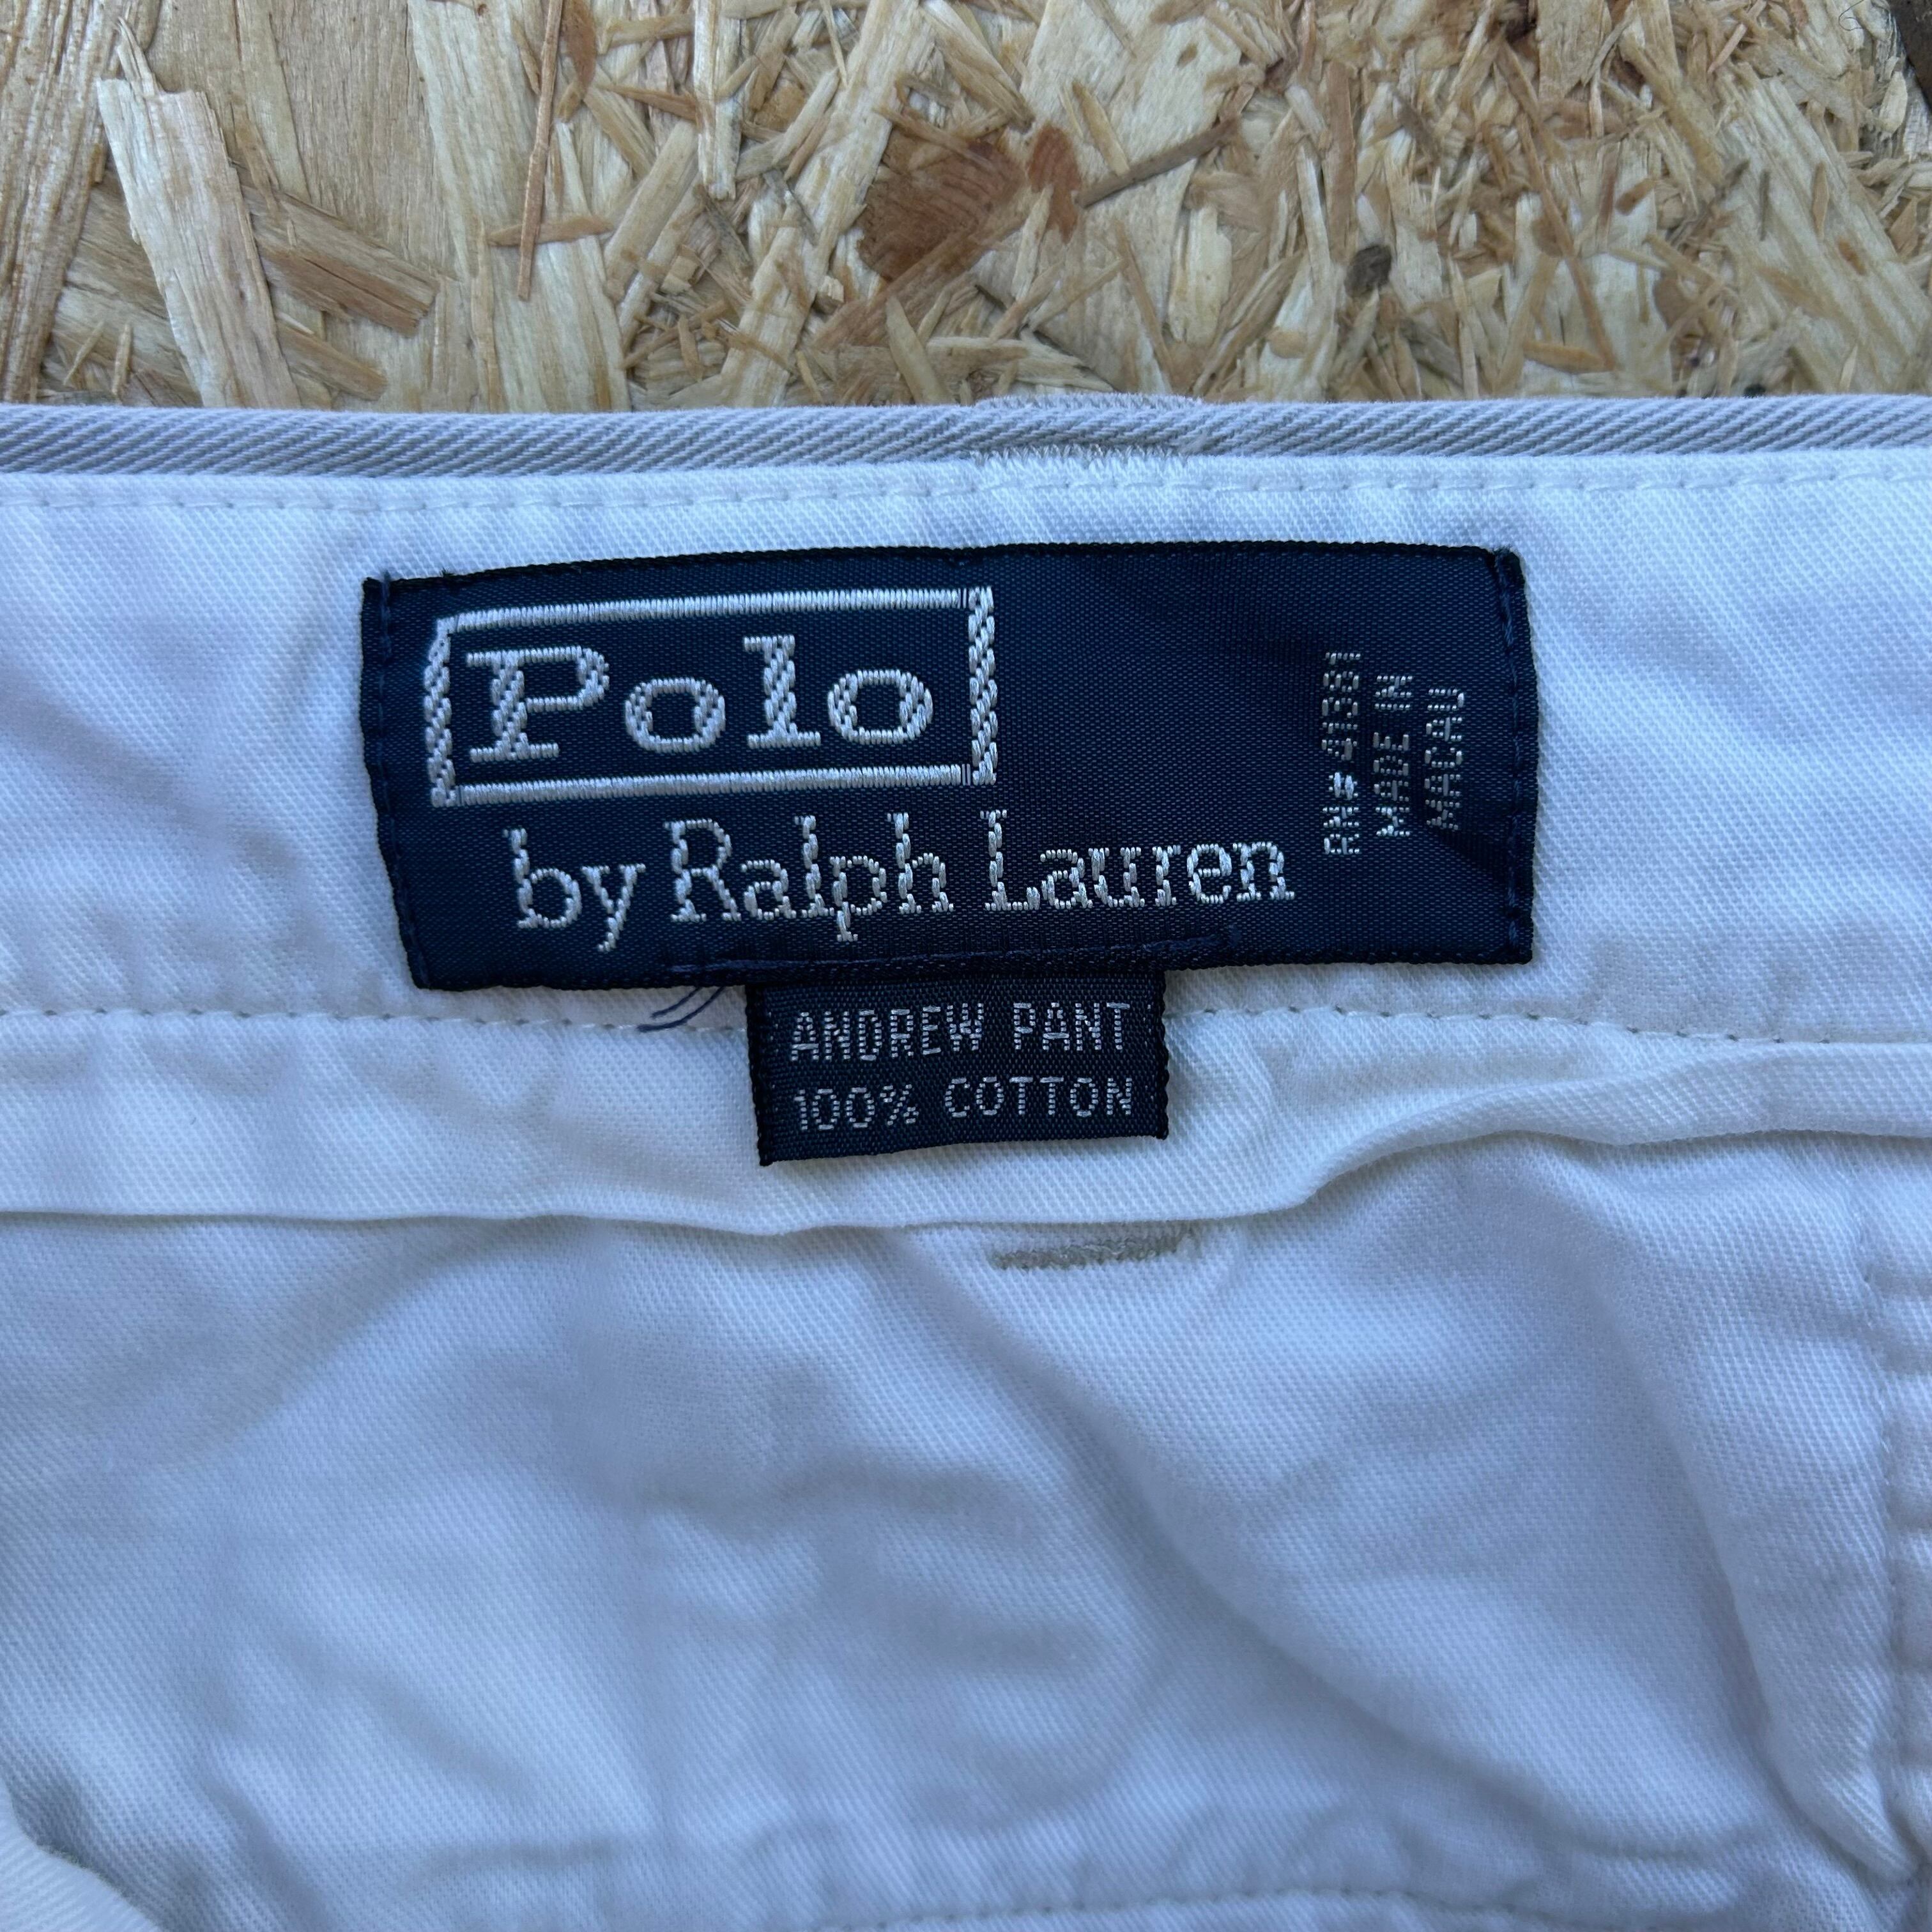 Polo
by Ralph Lauren
RN# 41381
MADE IN
MACAU
ANDREW PANT
100% COTTON